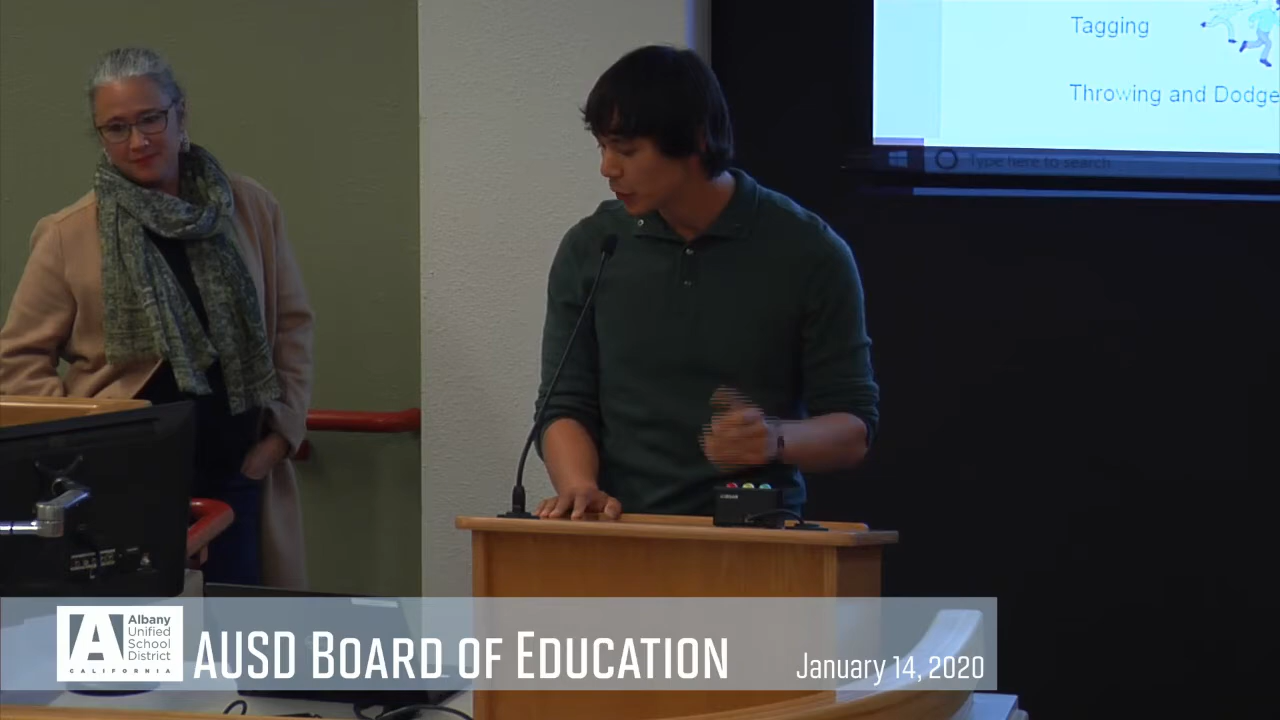 Tagging
Throwing and Dodge
Type here to search
Albany
Unified
School
District
CALIFORNIA
AUSD BOARD OF EDUCATION
January 14, 2020